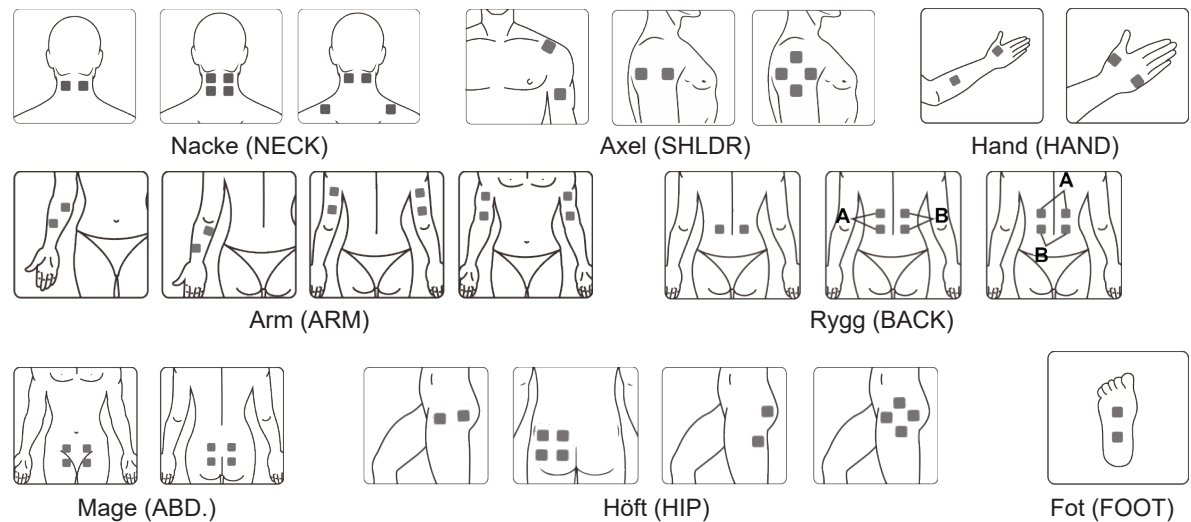 Nacke (NECK)
Axel (SHLDR)
Hand (HAND)
A B
A
B
Arm (ARM)
Rygg (BACK)
Mage (ABD.)
Höft (HIP)
Fot (FOOT)